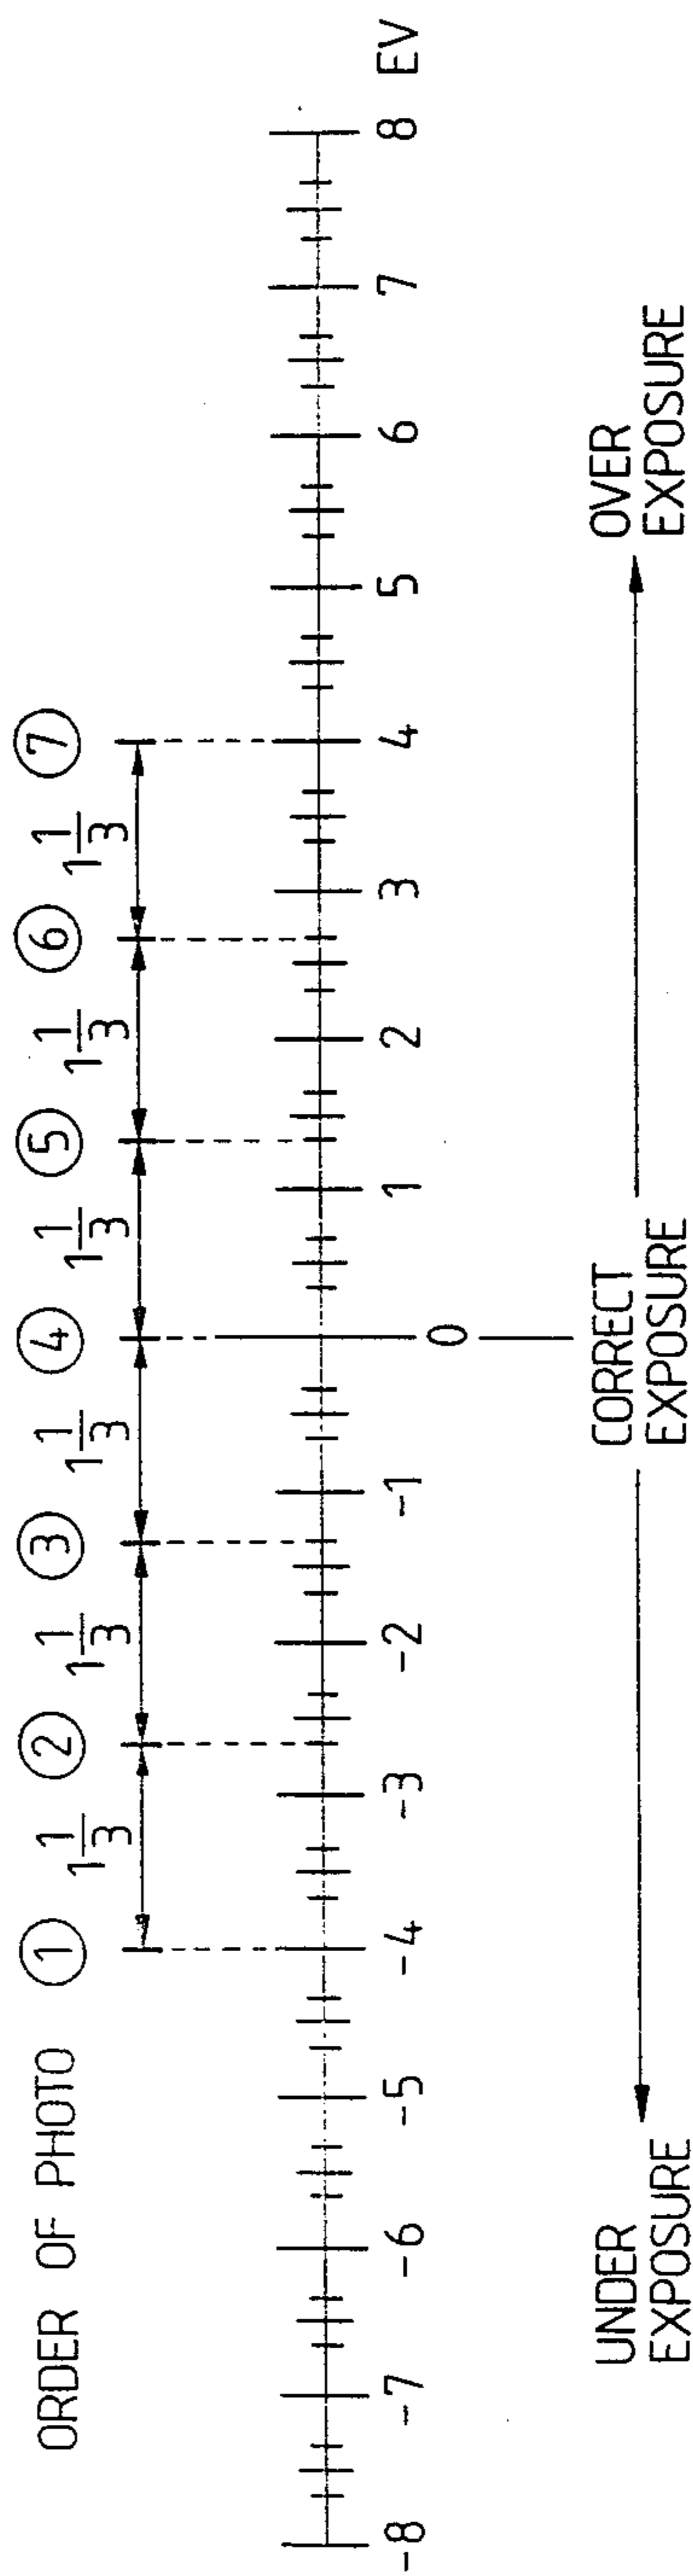 ORDER OF PHOTO ① 1 1/3 ② 1 1/3 ③ 1 1/3 ④ 1 1/3 ⑤ 1 1/3 ⑥ 1 1/3 ⑦
-8 -7 -6 -5 -4 -3 -2 -1 0 1 2 3 4 5 6 7 8 EV
UNDER
EXPOSURE
CORRECT
EXPOSURE
OVER
EXPOSURE